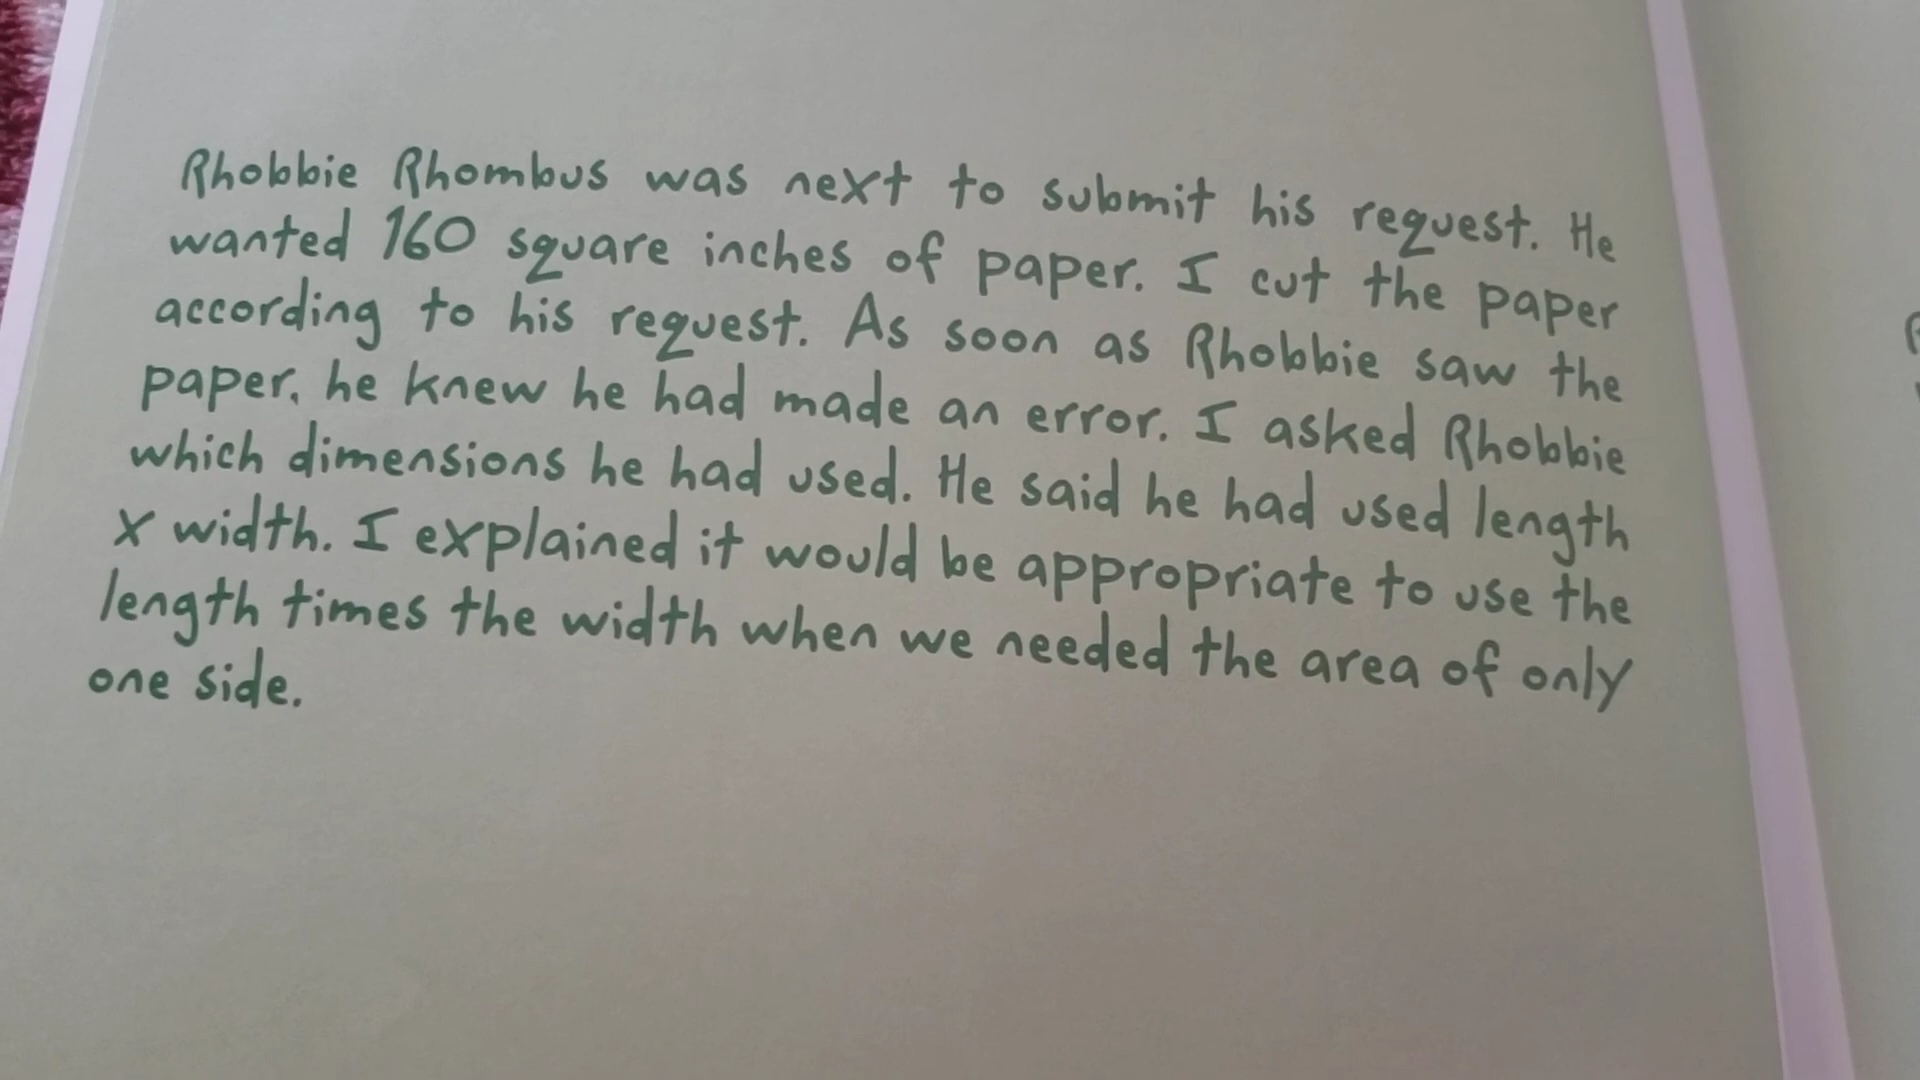 Rhobbie Rhombus was next to submit his request. He
wanted 160 square inches of paper. I cut the paper
according to his request. As soon as Rhobbie saw the
paper, he knew he had made an error. I asked Rhobbie
which dimensions he had used. He said he had used length
x width. I explained it would be appropriate to use the
length times the width when we needed the area of only
one side.